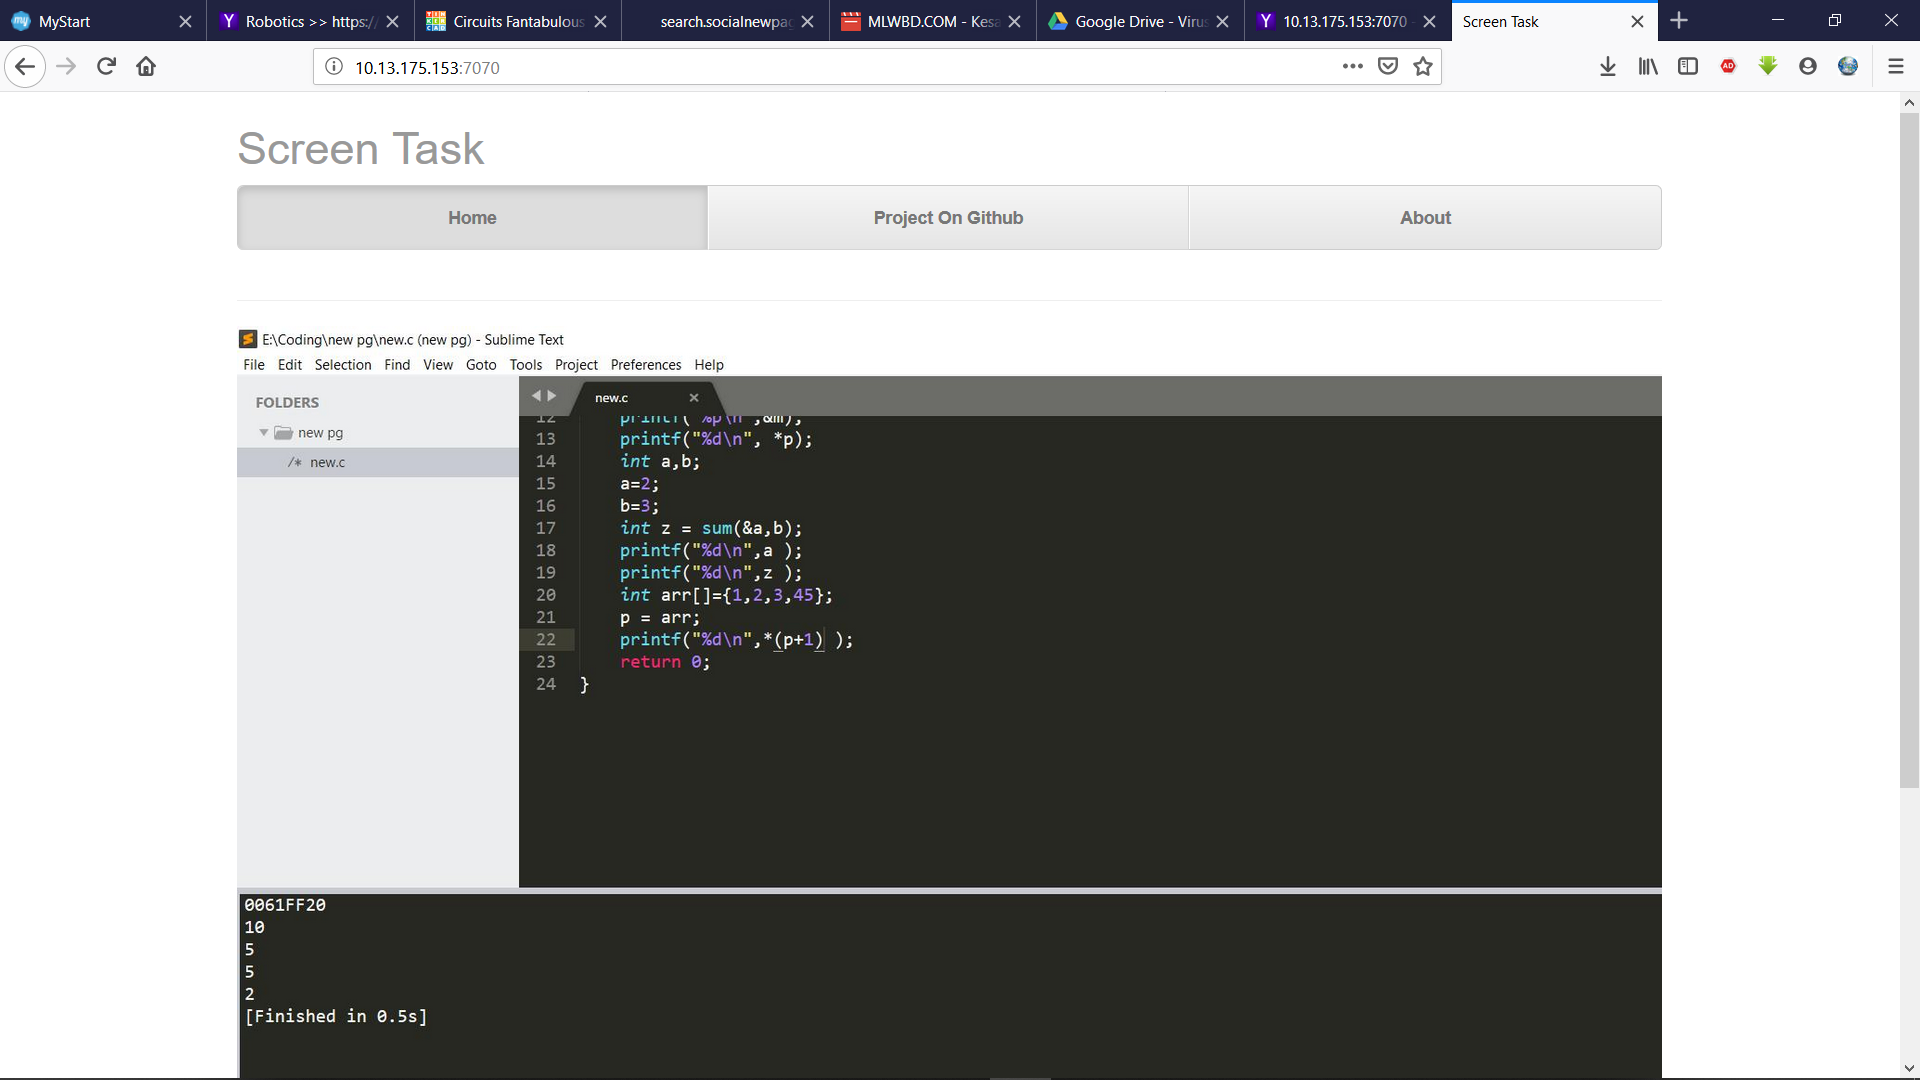 MyStart
Robotics >> https:/
Circuits Fantabulous
search.socialnewpa
MLWBD.COM - Kesa
Google Drive - Virus
10.13.175.153:7070
Screen Task
10.13.175.153:7070
Screen Task
Home
Project On Github
About
E:\Coding\new pg\new.c (new pg) - Sublime Text
File Edit Selection Find View Goto Tools Project Preferences Help
FOLDERS
new pg
/* new.c
new.c
12 printf("%p\n",&m);
13 printf("%d\n", *p);
14 int a,b;
15 a=2;
16 b=3;
17 int z = sum(&a,b);
18 printf("%d\n",a );
19 printf("%d\n",z );
20 int arr[]={1,2,3,45};
21 p = arr;
22 printf("%d\n",*(p+1) );
23 return 0;
24 }
0061FF20
10
5
5
2
[Finished in 0.5s]